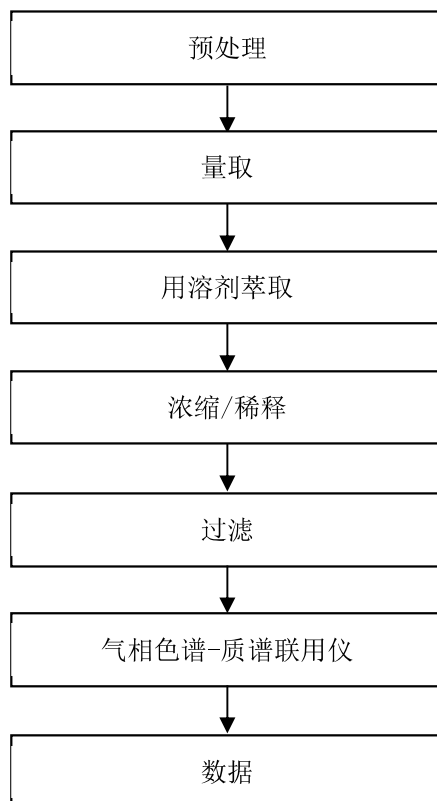 预处理
量取
用溶剂萃取
浓缩/稀释
过滤
气相色谱-质谱联用仪
数据